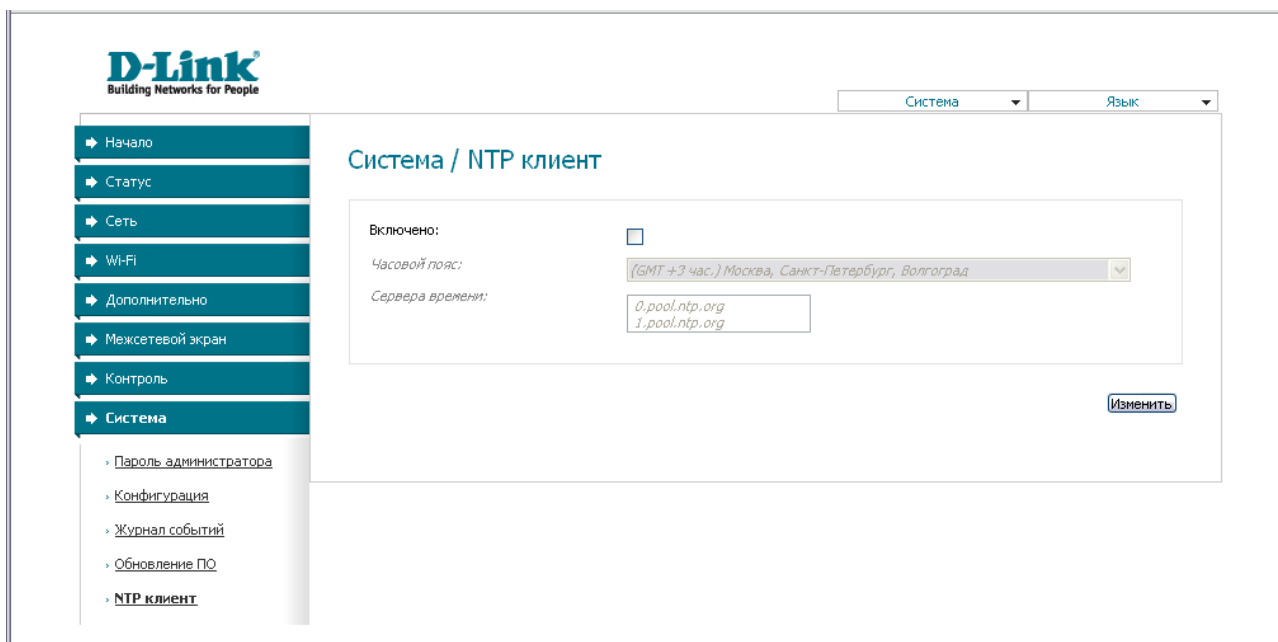 D-Link
Building Networks for People
Система
Язык
Начало
Статус
Сеть
Wi-Fi
Дополнительно
Межсетевой экран
Контроль
Система
Пароль администратора
Конфигурация
Журнал событий
Обновление ПО
NTP клиент
Система / NTP клиент
Включено:
Часовой пояс:
(GMT +3 час.) Москва, Санкт-Петербург, Волгоград
Сервера времени:
0.pool.ntp.org
1.pool.ntp.org
Изменить